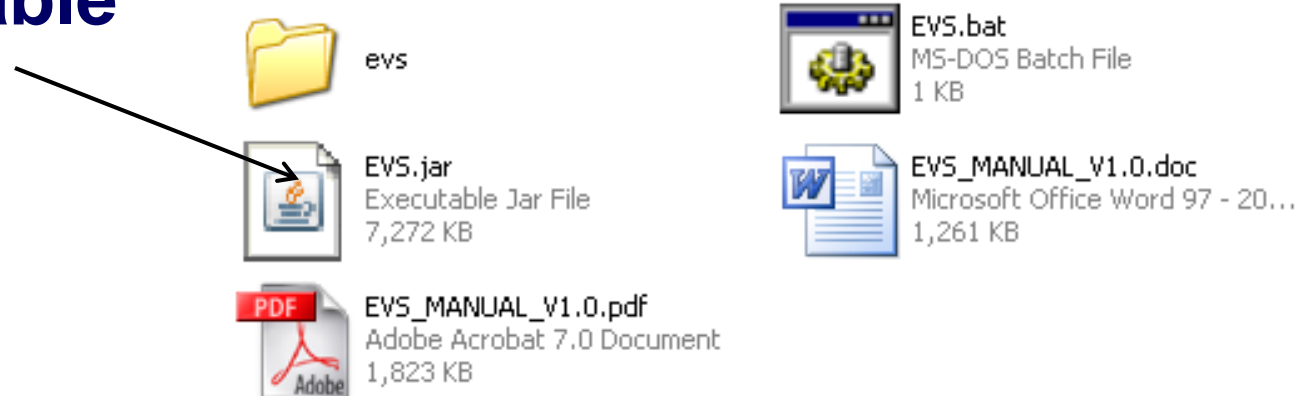 evs
EVS.bat
MS-DOS Batch File
1 KB
EVS.jar
Executable Jar File
7,272 KB
EVS_MANUAL_V1.0.doc
Microsoft Office Word 97 - 20...
1,261 KB
PDF
Adobe
EVS_MANUAL_V1.0.pdf
Adobe Acrobat 7.0 Document
1,823 KB